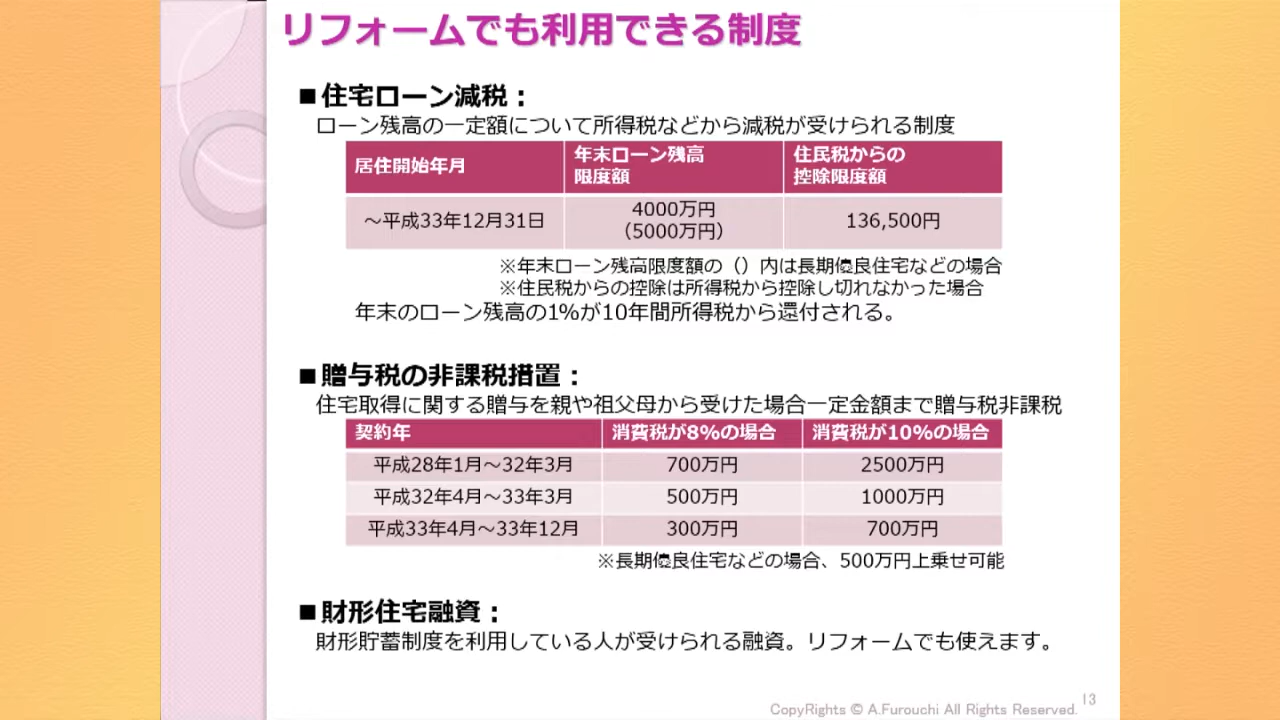 リフォームでも利用できる制度
■住宅ローン減税：
ローン残高の一定額について所得税などから減税が受けられる制度
居住開始年月
年末ローン残高
限度額
住民税からの
控除限度額
～平成33年12月31日
4000万円
（5000万円）
136,500円
※年末ローン残高限度額の（）内は長期優良住宅などの場合
※住民税からの控除は所得税から控除し切れなかった場合
年末のローン残高の1%が10年間所得税から還付される。
■贈与税の非課税措置：
住宅取得に関する贈与を親や祖父母から受けた場合一定金額まで贈与税非課税
契約年 消費税が8%の場合 消費税が10%の場合
平成28年1月～32年3月 700万円 2500万円
平成32年4月～33年3月 500万円 1000万円
平成33年4月～33年12月 300万円 700万円
※長期優良住宅などの場合、500万円上乗せ可能
■財形住宅融資：
財形貯蓄制度を利用している人が受けられる融資。リフォームでも使えます。
CopyRights © A.Furouchi All Rights Reserved.
13